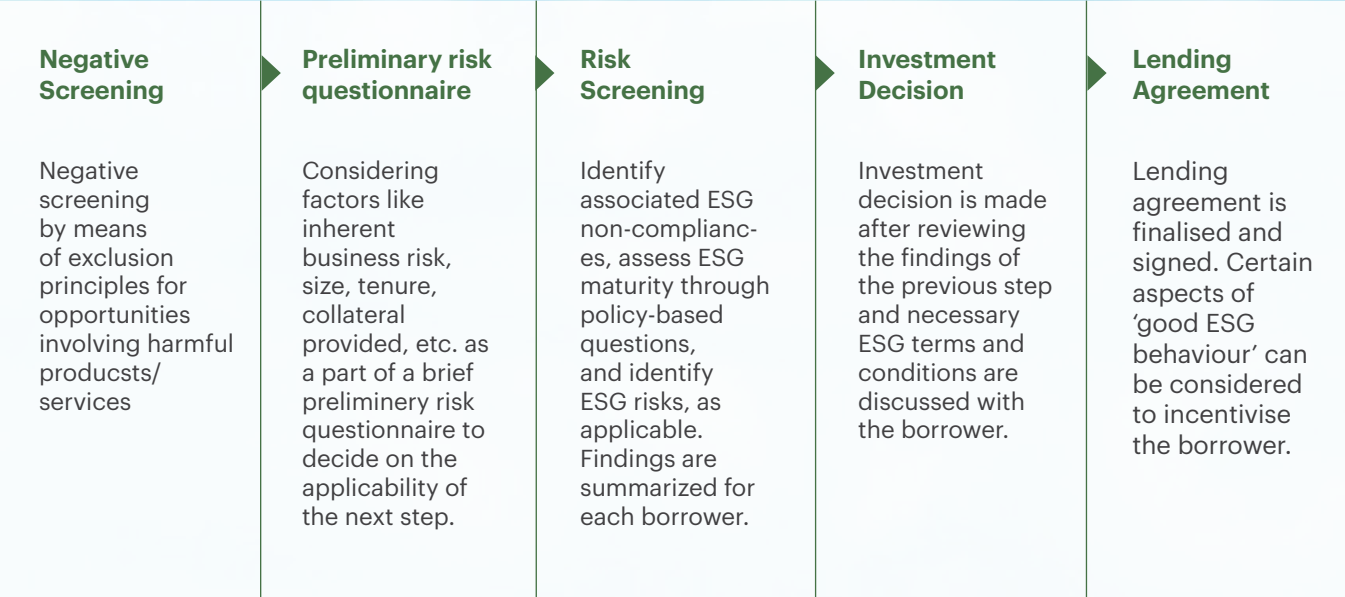 Negative
Screening
Negative
screening
by means
of exclusion
principles for
opportunities
involving harmful
producsts/
services
Preliminary risk
questionnaire
Considering
factors like
inherent
business risk,
size, tenure,
collateral
provided, etc. as
a part of a brief
preliminery risk
questionnaire to
decide on the
applicability of
the next step.
Risk
Screening
Identify
associated ESG
non-complianc-
es, assess ESG
maturity through
policy-based
questions,
and identify
ESG risks, as
applicable.
Findings are
summarized for
each borrower.
Investment
Decision
Investment
decision is made
after reviewing
the findings of
the previous step
and necessary
ESG terms and
conditions are
discussed with
the borrower.
Lending
Agreement
Lending
agreement is
finalised and
signed. Certain
aspects of
‘good ESG
behaviour’ can
be considered
to incentivise
the borrower.